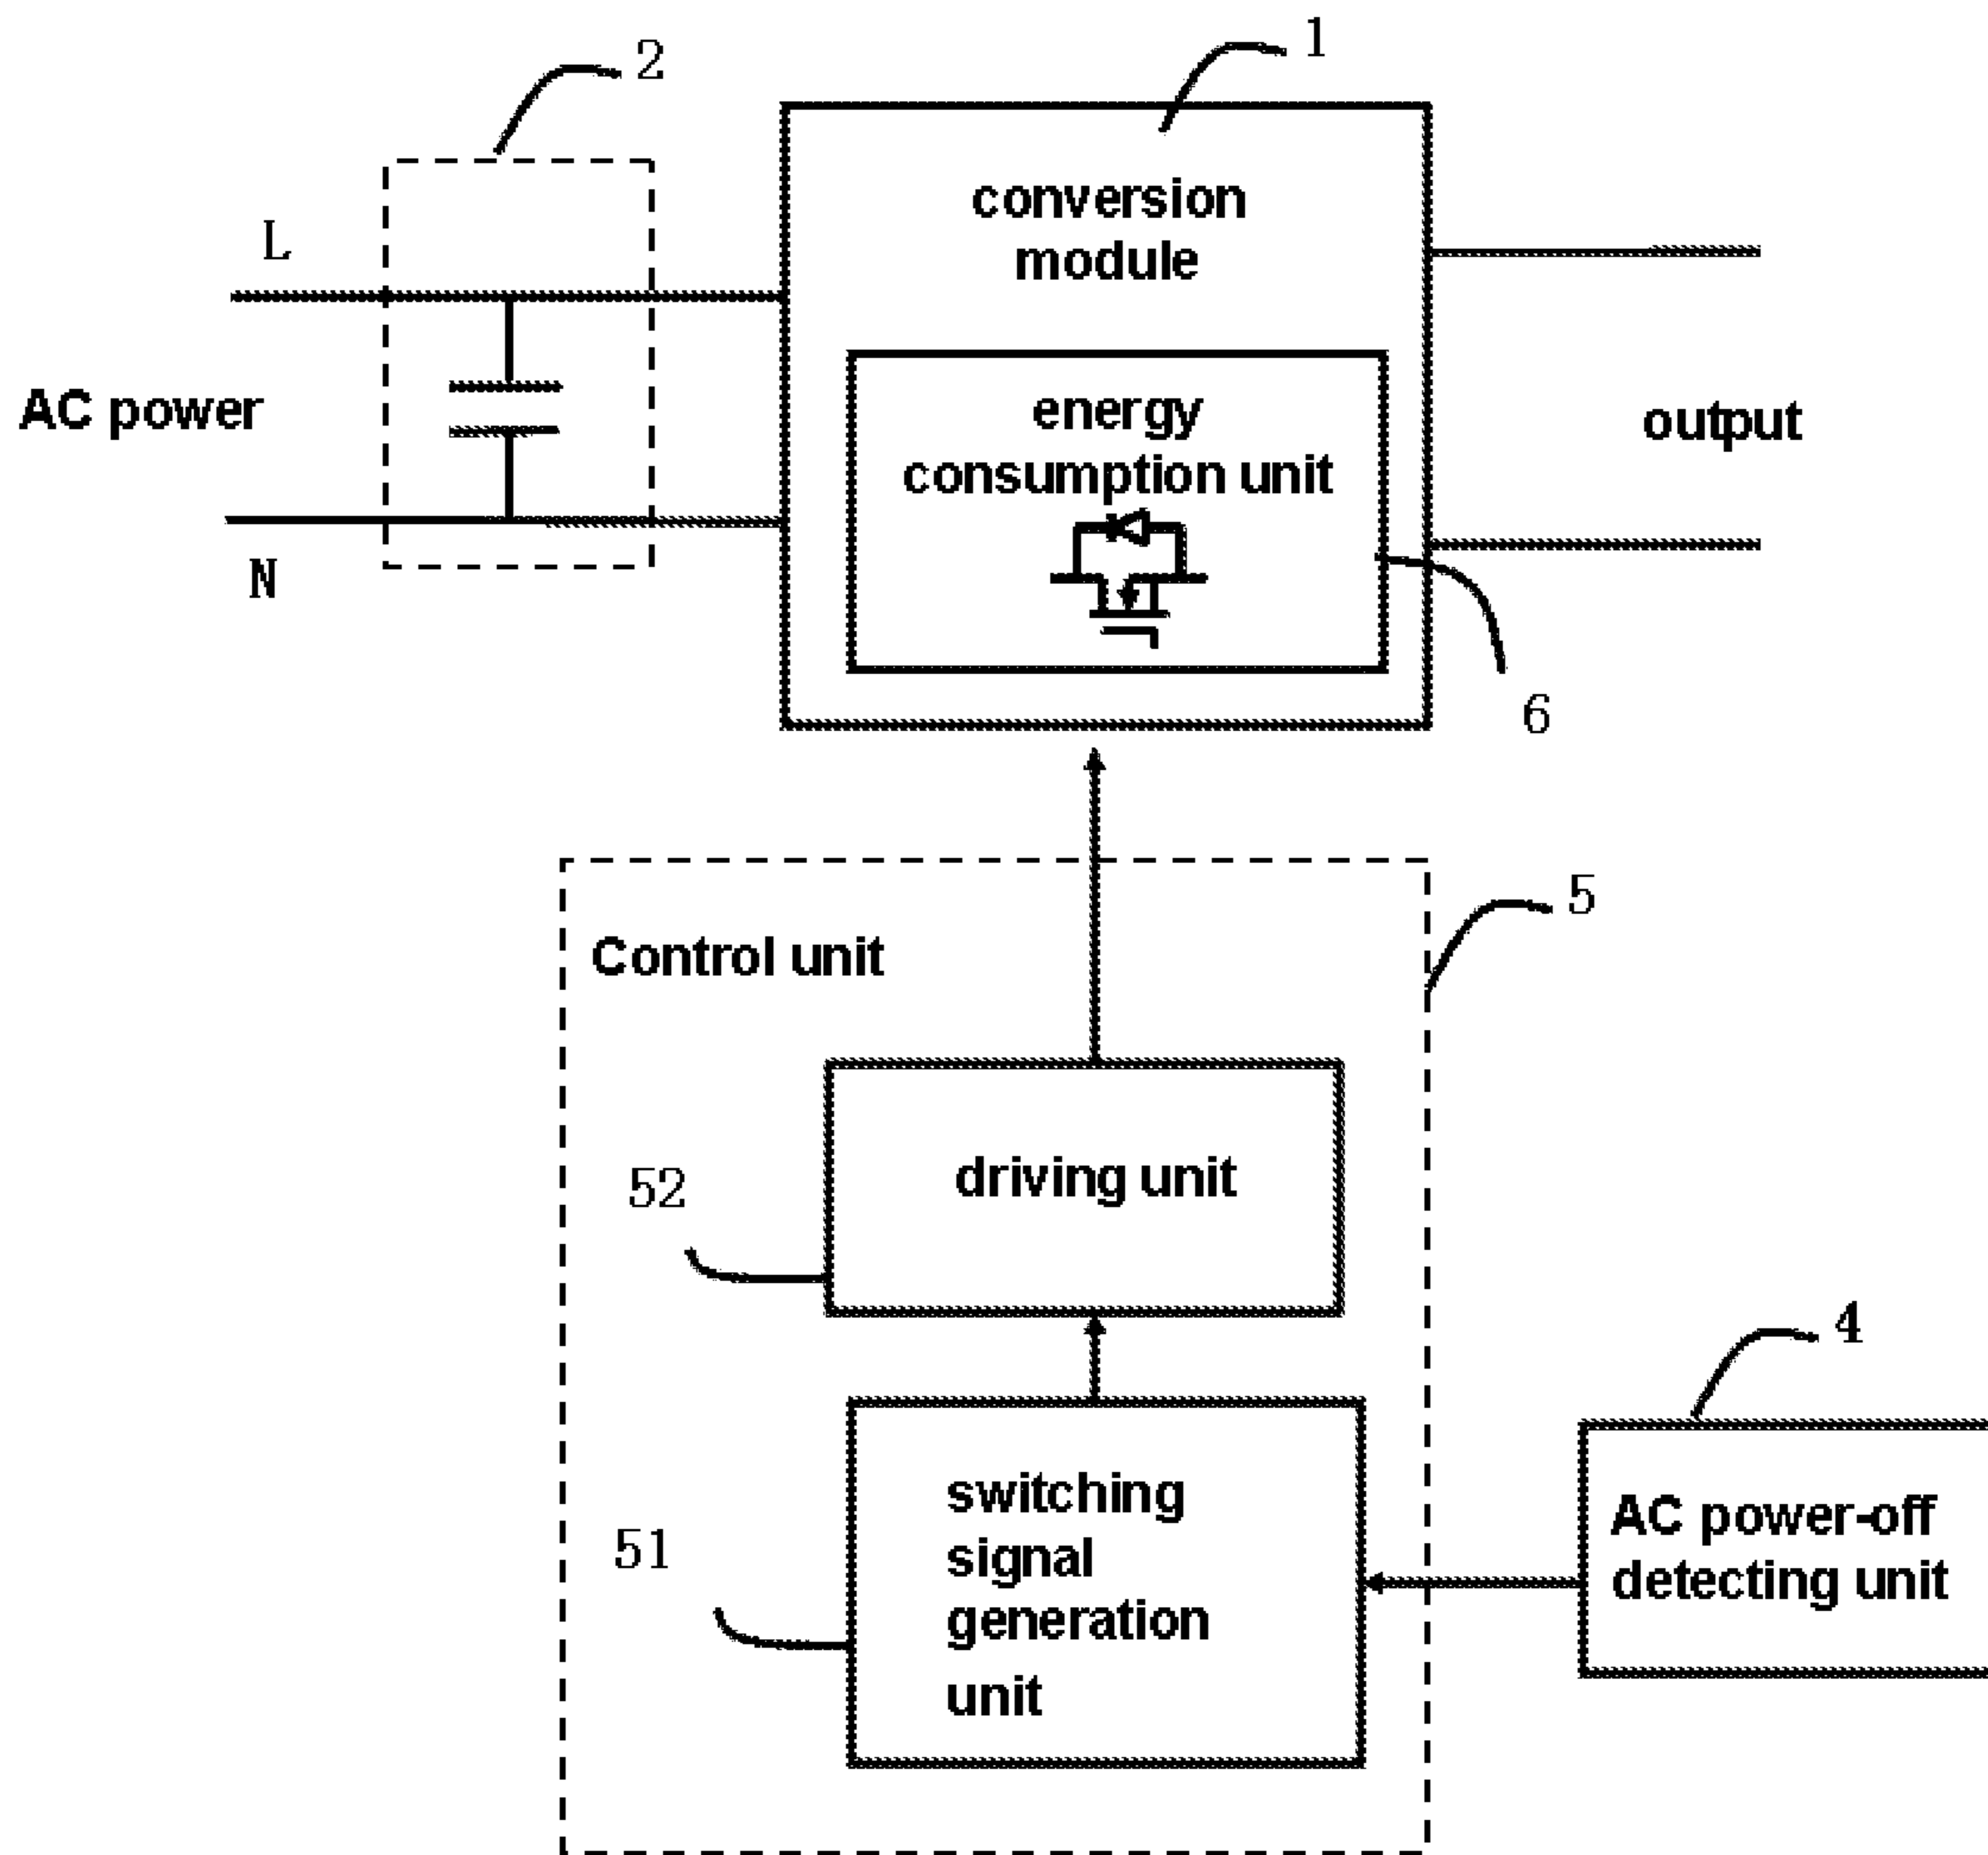 1
2
conversion
module
L
AC power
energy
consumption unit
output
N
6
5
Control unit
driving unit
52
4
switching
signal
generation
unit
51
AC power-off
detecting unit